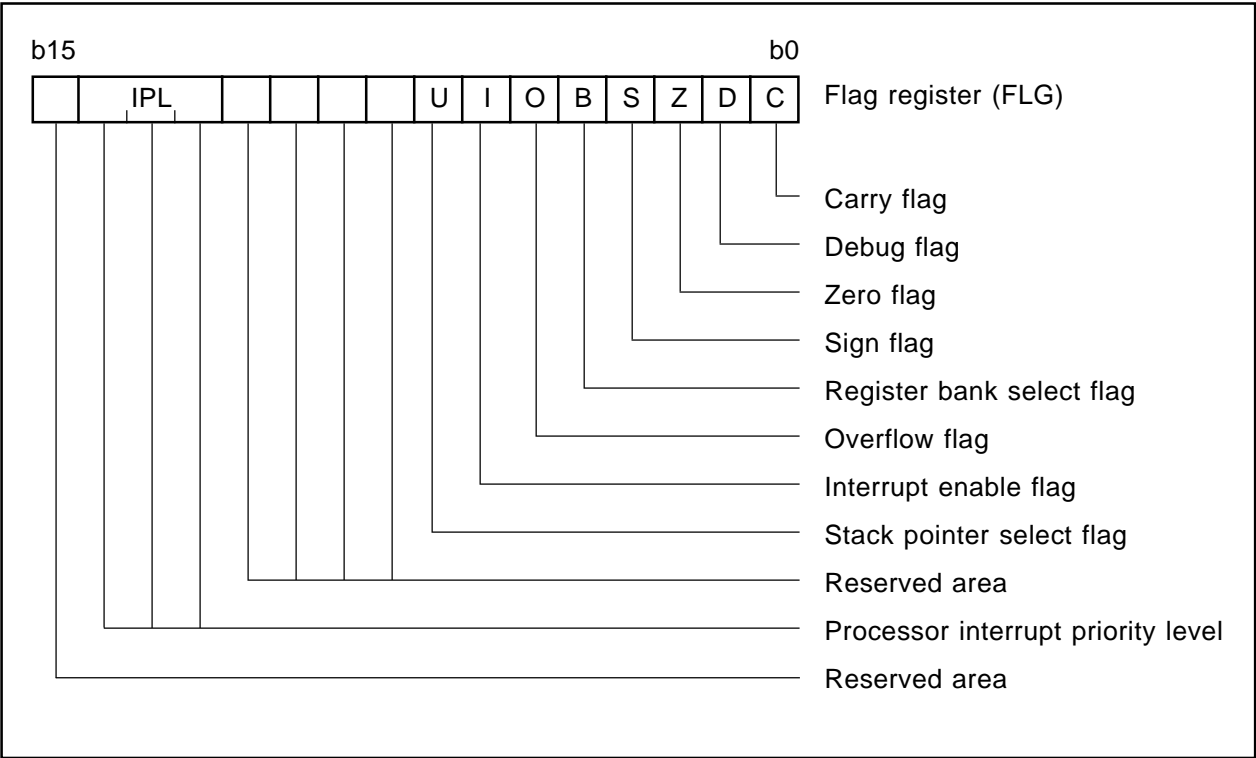 b15 b0
IPL U I O B S Z D C Flag register (FLG)
Carry flag
Debug flag
Zero flag
Sign flag
Register bank select flag
Overflow flag
Interrupt enable flag
Stack pointer select flag
Reserved area
Processor interrupt priority level
Reserved area